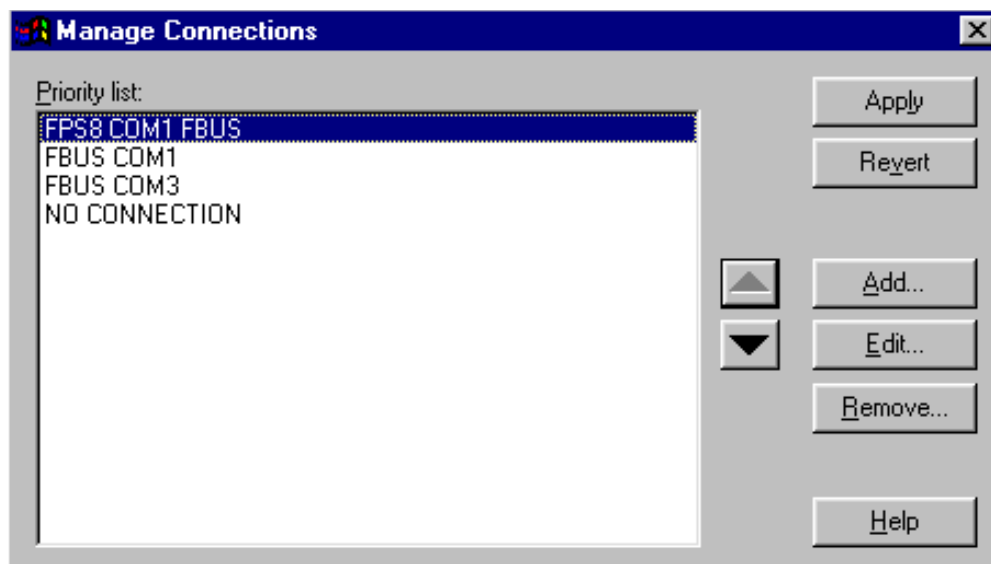 Manage Connections
Priority list:
FPS8 COM1 FBUS
FBUS COM1
FBUS COM3
NO CONNECTION
Apply
Revert
Add...
Edit...
Remove...
Help